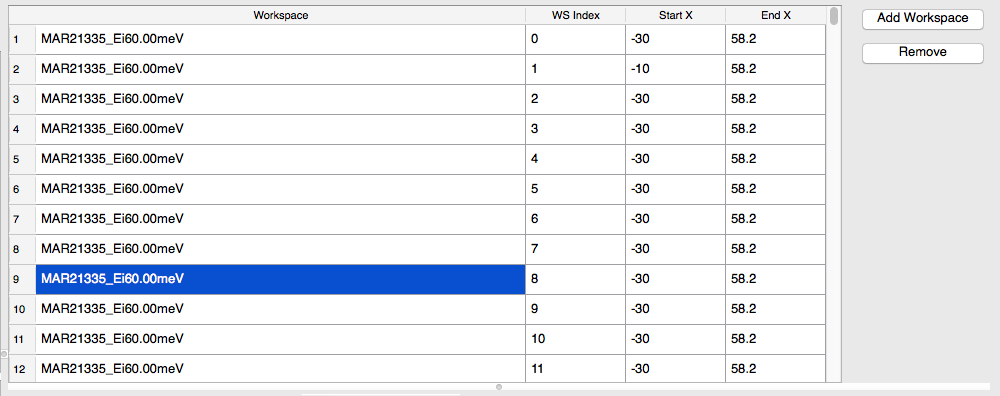 Workspace WS Index Start X End X
Add Workspace
Remove
1 MAR21335_Ei60.00meV 0 -30 58.2
2 MAR21335_Ei60.00meV 1 -10 58.2
3 MAR21335_Ei60.00meV 2 -30 58.2
4 MAR21335_Ei60.00meV 3 -30 58.2
5 MAR21335_Ei60.00meV 4 -30 58.2
6 MAR21335_Ei60.00meV 5 -30 58.2
7 MAR21335_Ei60.00meV 6 -30 58.2
8 MAR21335_Ei60.00meV 7 -30 58.2
9 MAR21335_Ei60.00meV 8 -30 58.2
10 MAR21335_Ei60.00meV 9 -30 58.2
11 MAR21335_Ei60.00meV 10 -30 58.2
12 MAR21335_Ei60.00meV 11 -30 58.2